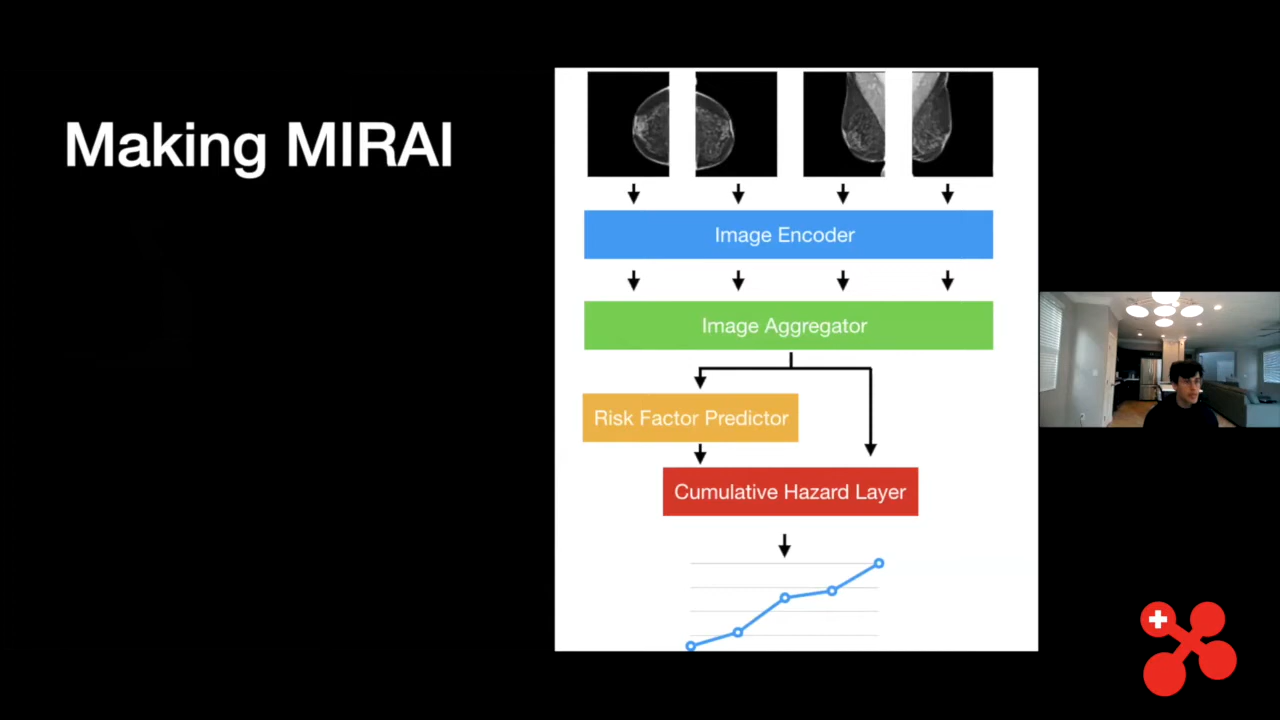 Making MIRAI
Image Encoder
Image Aggregator
Risk Factor Predictor
Cumulative Hazard Layer